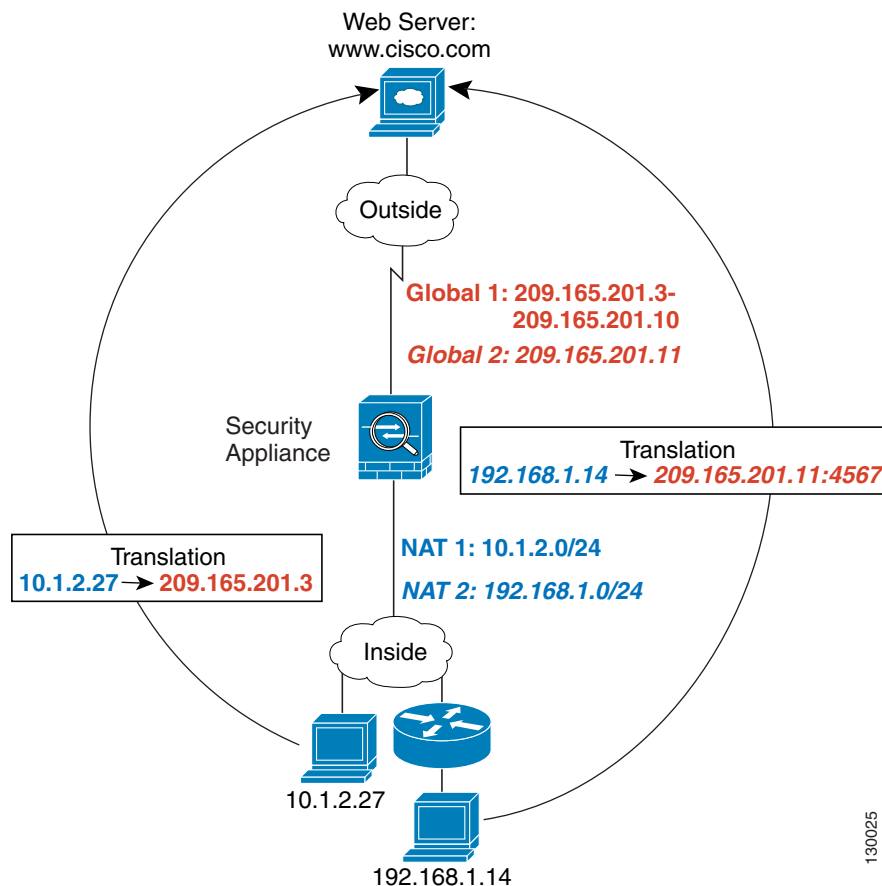 Web Server:
www.cisco.com
Outside
Global 1: 209.165.201.3-
209.165.201.10
Global 2: 209.165.201.11
Security
Appliance
Translation
192.168.1.14 209.165.201.11:4567
NAT 1: 10.1.2.0/24
NAT 2: 192.168.1.0/24
Translation
10.1.2.27 209.165.201.3
Inside
10.1.2.27
192.168.1.14
130025